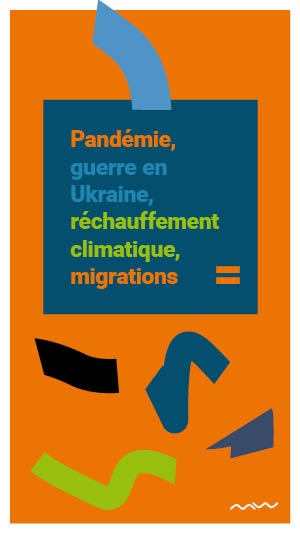 Pandémie,
guerre en
Ukraine,
réchauffement
climatique,
migrations =